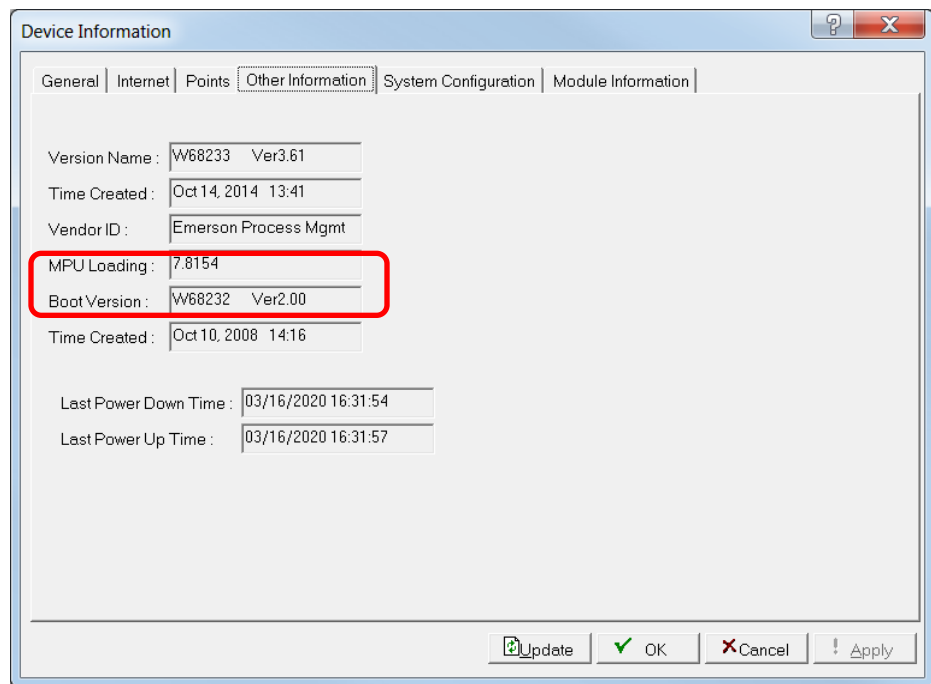 Device Information
General Internet Points Other Information System Configuration Module Information
Version Name : W68233 Ver3.61
Time Created : Oct 14, 2014 13:41
Vendor ID : Emerson Process Mgmt
MPU Loading : 7.8154
Boot Version : W68232 Ver2.00
Time Created : Oct 10, 2008 14:16
Last Power Down Time : 03/16/2020 16:31:54
Last Power Up Time : 03/16/2020 16:31:57
Update OK Cancel Apply